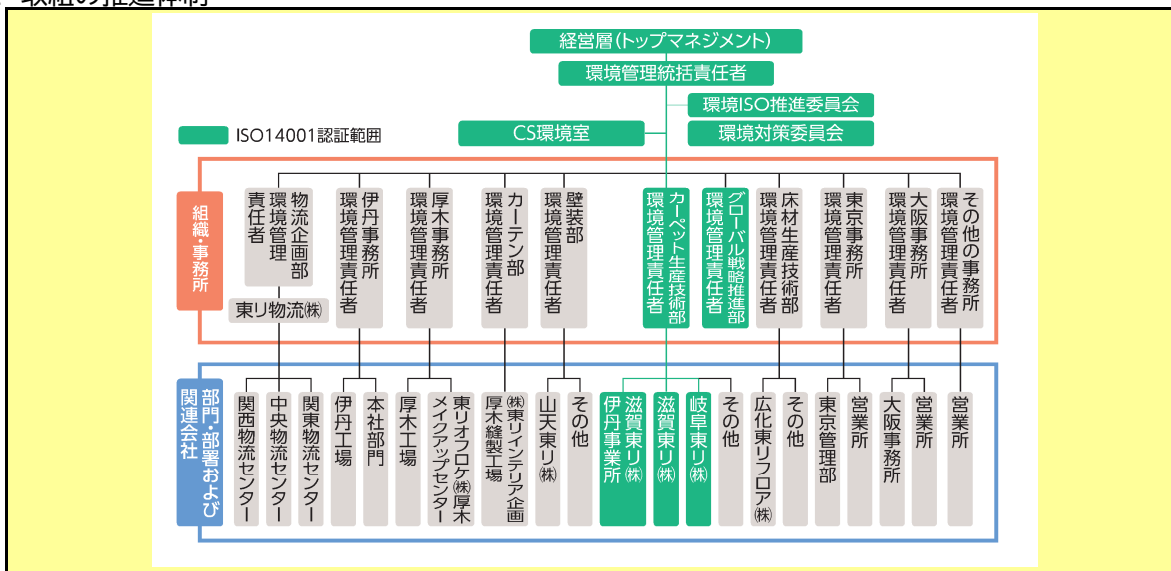 取組の推進体制
経営層（トップマネジメント）
環境管理統括責任者
環境ISO推進委員会
CS環境室
環境対策委員会
ISO14001認証範囲
組織・事務所
物流企画部
環境管理
責任者
東リ物流㈱
伊丹事務所
環境管理責任者
厚木事務所
環境管理責任者
カーテン部
環境管理責任者
壁装部
環境管理責任者
カーペット生産技術部
環境管理責任者
グローバル戦略推進部
環境管理責任者
床材生産技術部
環境管理責任者
東京事務所
環境管理責任者
大阪事務所
環境管理責任者
その他の事務所
環境管理責任者
部門・部署および
関連会社
関西物流センター
中央物流センター
関東物流センター
伊丹工場
本社部門
厚木工場
東リオフロケ㈱厚木
メイクアップセンター
㈱東リインテリア企画
厚木縫製工場
山天東リ㈱
その他
滋賀東リ㈱
伊丹事業所
滋賀東リ㈱
岐阜東リ㈱
その他
広化東リフロア㈱
その他
東京管理部
営業所
大阪事務所
営業所
営業所